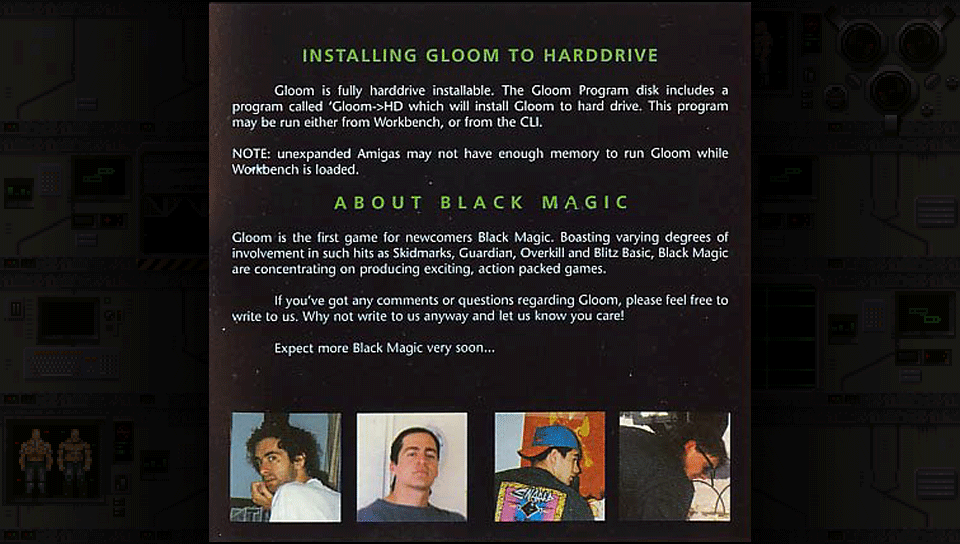 INSTALLING GLOOM TO HARDDRIVE
Gloom is fully harddrive installable. The Gloom Program disk includes a
program called 'Gloom->HD which will install Gloom to hard drive. This program
may be run either from Workbench, or from the CLI.
NOTE: unexpanded Amigas may not have enough memory to run Gloom while
Workbench is loaded.
ABOUT BLACK MAGIC
Gloom is the first game for newcomers Black Magic. Boasting varying degrees of
involvement in such hits as Skidmarks, Guardian, Overkill and Blitz Basic, Black Magic
are concentrating on producing exciting, action packed games.
If you've got any comments or questions regarding Gloom, please feel free to
write to us. Why not write to us anyway and let us know you care!
Expect more Black Magic very soon...